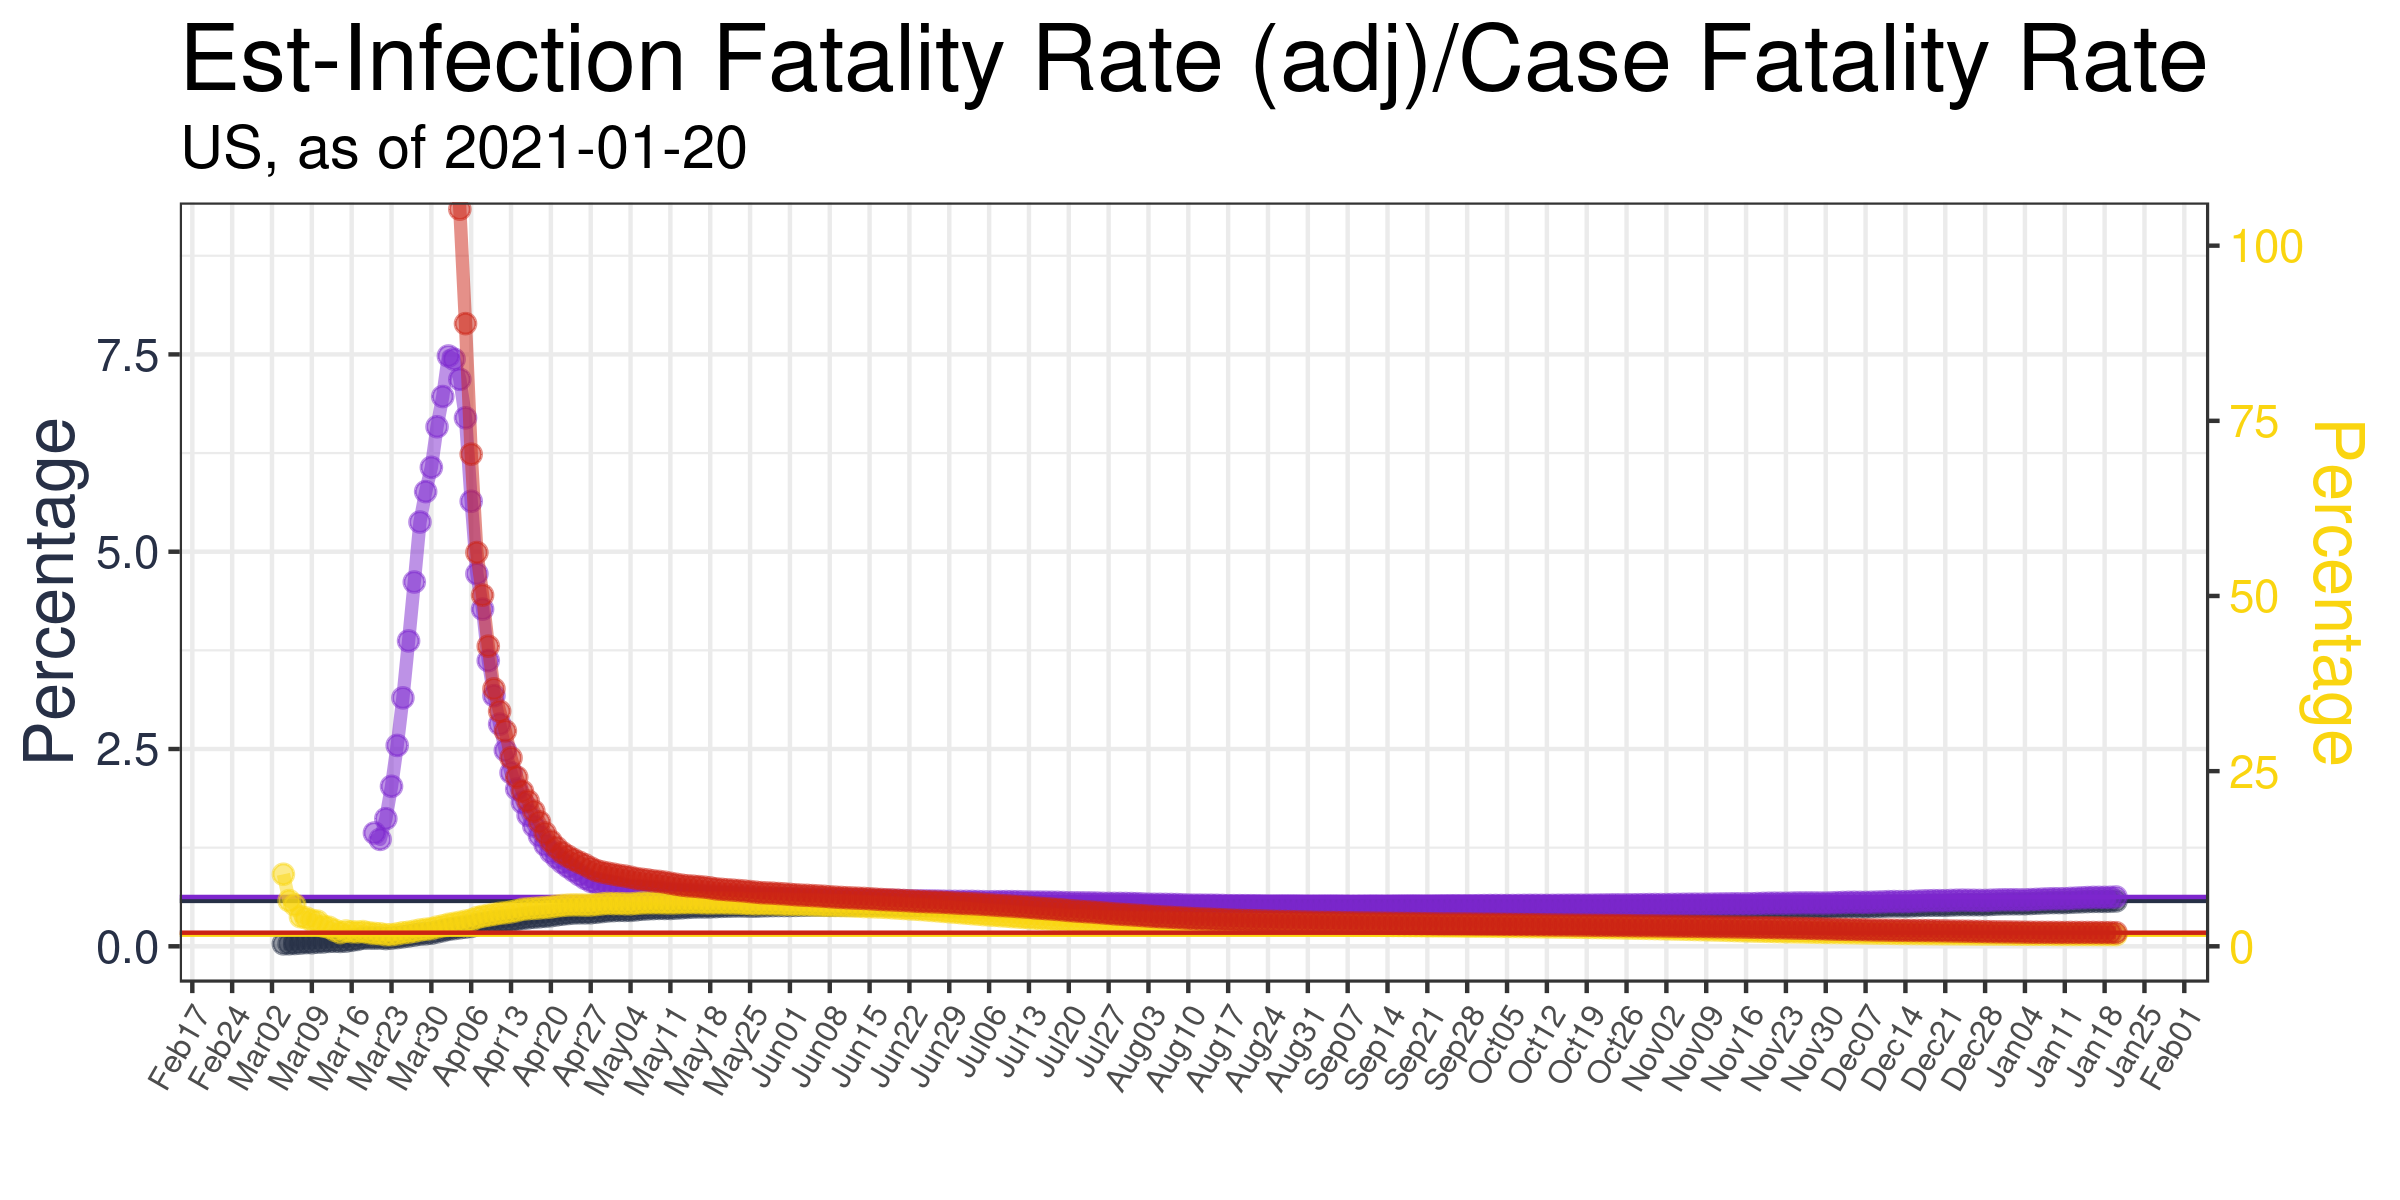 Est-Infection Fatality Rate (adj)/Case Fatality Rate
US, as of 2021-01-20
Percentage
7.5
5.0
2.5
0.0
100
75
50
25
0
Percentage
Feb17
Feb24
Mar02
Mar09
Mar16
Mar23
Mar30
Apr06
Apr13
Apr20
Apr27
May04
May11
May18
May25
Jun01
Jun08
Jun15
Jun22
Jun29
Jul06
Jul13
Jul20
Jul27
Aug03
Aug10
Aug17
Aug24
Aug31
Sep07
Sep14
Sep21
Sep28
Oct05
Oct12
Oct19
Oct26
Nov02
Nov09
Nov16
Nov23
Nov30
Dec07
Dec14
Dec21
Dec28
Jan04
Jan11
Jan18
Jan25
Feb01